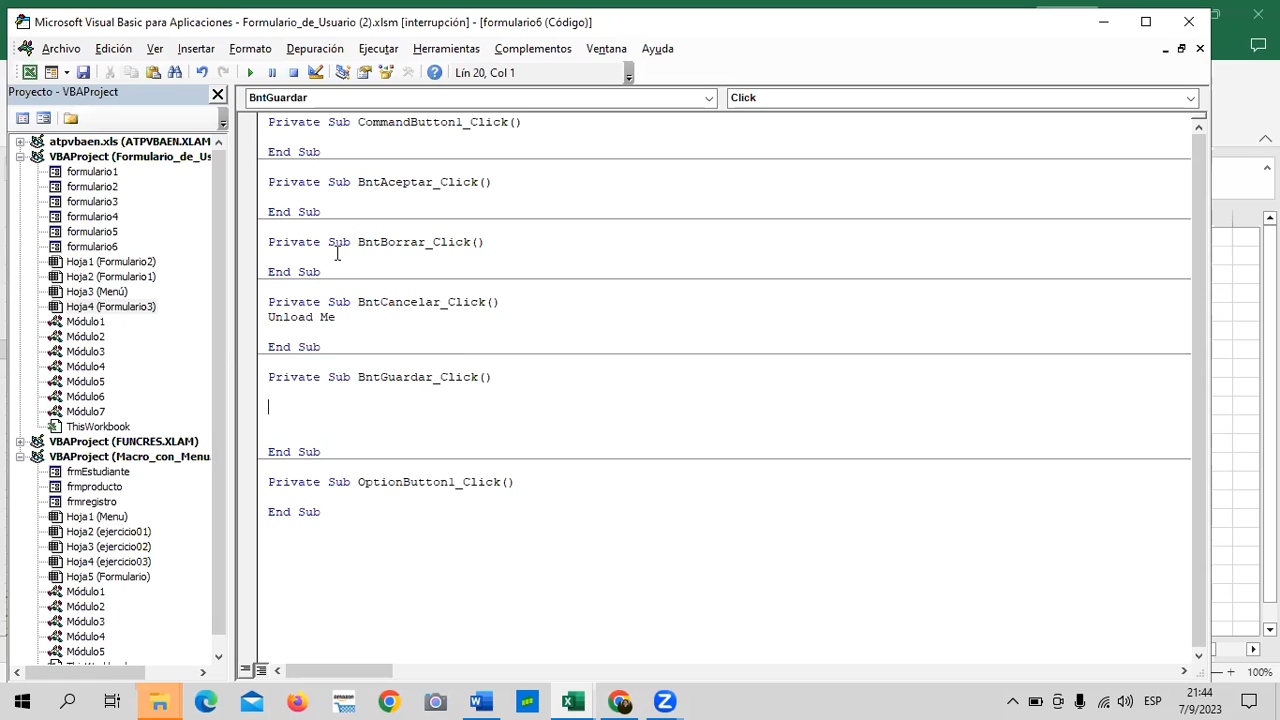 Microsoft Visual Basic para Aplicaciones - Formulario_de_Usuario (2).xlsm [interrupción] - [formulario6 (Código)]
Archivo Edición Ver Insertar Formato Depuración Ejecutar Herramientas Complementos Ventana Ayuda
Lín 20, Col 1
Proyecto - VBAProject
BntGuardar
Click
atpvbaen.xls (ATPVBAEN.XLAM
VBAProject (Formulario_de_Us
formulario1
formulario2
formulario3
formulario4
formulario5
formulario6
Hoja1 (Formulario2)
Hoja2 (Formulario1)
Hoja3 (Menú)
Hoja4 (Formulario3)
Módulo1
Módulo2
Módulo3
Módulo4
Módulo5
Módulo6
Módulo7
ThisWorkbook
VBAProject (FUNCRES.XLAM)
VBAProject (Macro_con_Menu
frmEstudiante
frmproducto
frmregistro
Hoja1 (Menu)
Hoja2 (ejercicio01)
Hoja3 (ejercicio02)
Hoja4 (ejercicio03)
Hoja5 (Formulario)
Módulo1
Módulo2
Módulo3
Módulo4
Módulo5
Private Sub CommandButton1_Click()
End Sub
Private Sub BntAceptar_Click()
End Sub
Private Sub BntBorrar_Click()
End Sub
Private Sub BntCancelar_Click()
Unload Me
End Sub
Private Sub BntGuardar_Click()
End Sub
Private Sub OptionButton1_Click()
End Sub
100%
ESP
21:44
7/9/2023